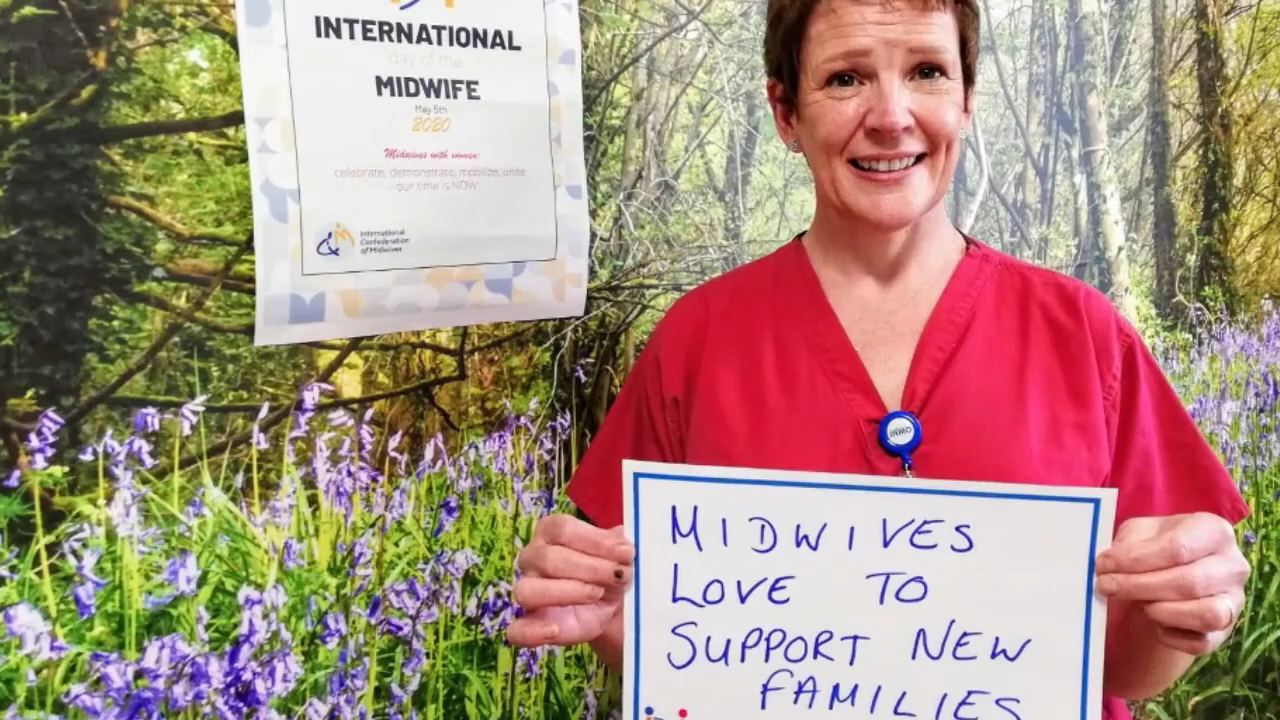 INTERNATIONAL
day of the
MIDWIFE
May 5th
2020
Midwives with women:
celebrate, demonstrate, mobilize, unite
- our time is NOW!
International
Confederation
of Midwives
INMO
MIDWIVES
LOVE TO
SUPPORT NEW
FAMILIES